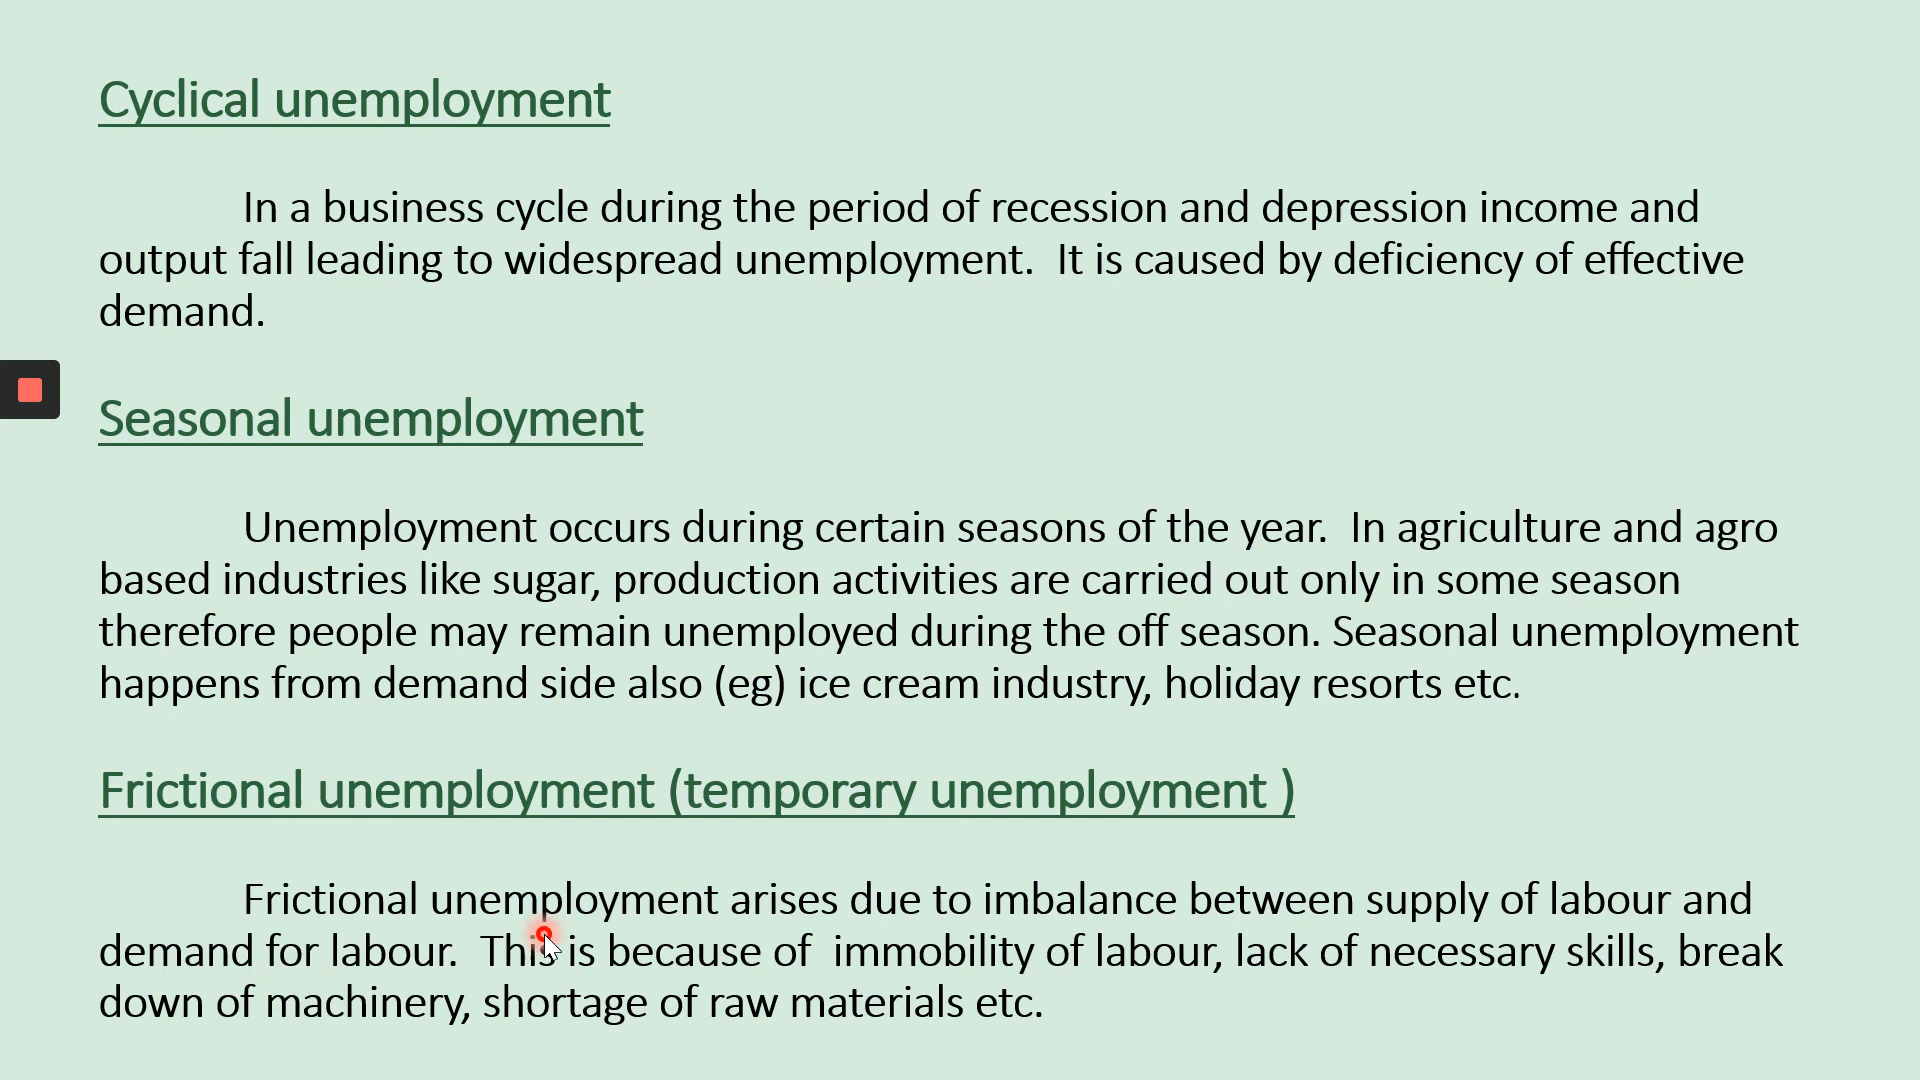 Cyclical unemployment
In a business cycle during the period of recession and depression income and
output fall leading to widespread unemployment.  It is caused by deficiency of effective
demand.
Seasonal unemployment
Unemployment occurs during certain seasons of the year.  In agriculture and agro
based industries like sugar, production activities are carried out only in some season
therefore people may remain unemployed during the off season. Seasonal unemployment
happens from demand side also (eg) ice cream industry, holiday resorts etc.
Frictional unemployment (temporary unemployment )
Frictional unemployment arises due to imbalance between supply of labour and
demand for labour.  This is because of  immobility of labour, lack of necessary skills, break
down of machinery, shortage of raw materials etc.